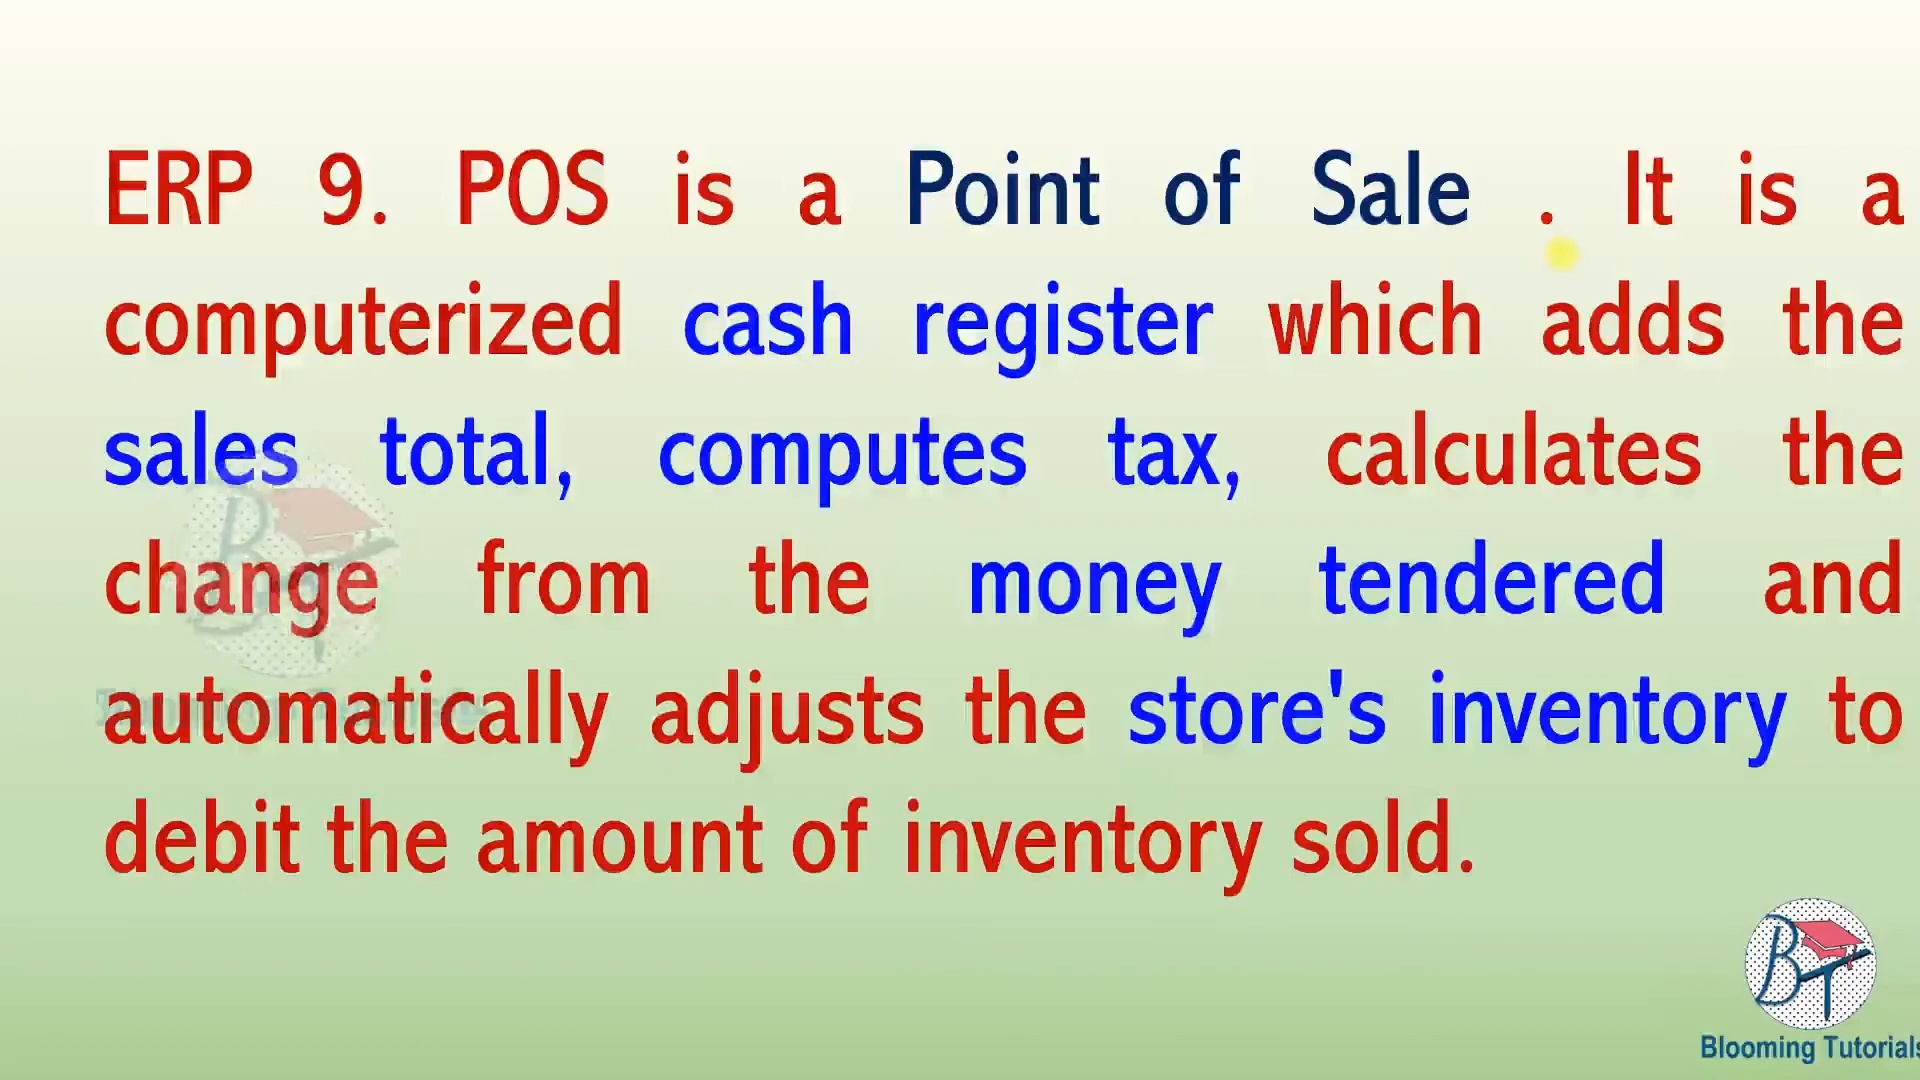 ERP 9. POS is a Point of Sale . It is a
computerized cash register which adds the
sales total, computes tax, calculates the
change from the money tendered and
automatically adjusts the store's inventory to
debit the amount of inventory sold.
BT
Blooming Tutorials